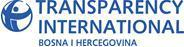 TRANSPARENCY
INTERNATIONAL
BOSNA I HERCEGOVINA